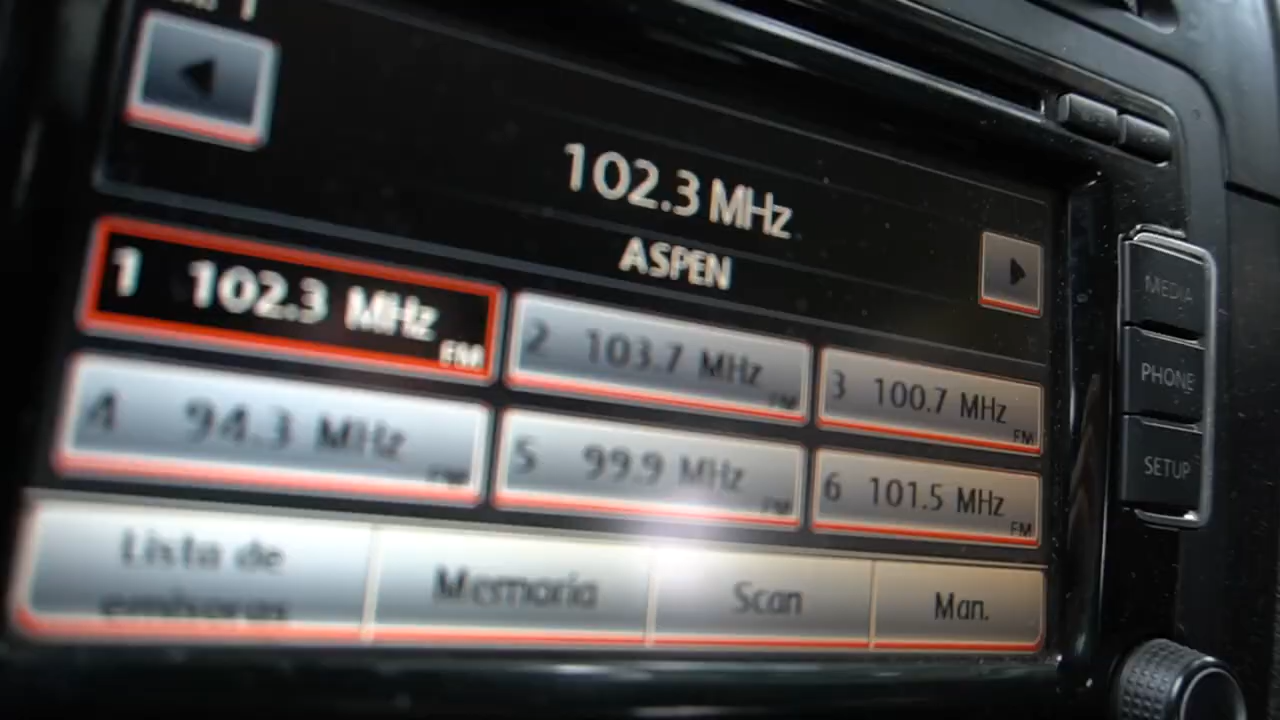 102.3 MHz
ASPEN
1 102.3 MHz FM
2 103.7 MHz FM
3 100.7 MHz FM
4 94.3 MHz FM
5 99.9 MHz FM
6 101.5 MHz FM
Lista de
emisoras
Memoria
Scan
Man.
MEDIA
PHONE
SETUP